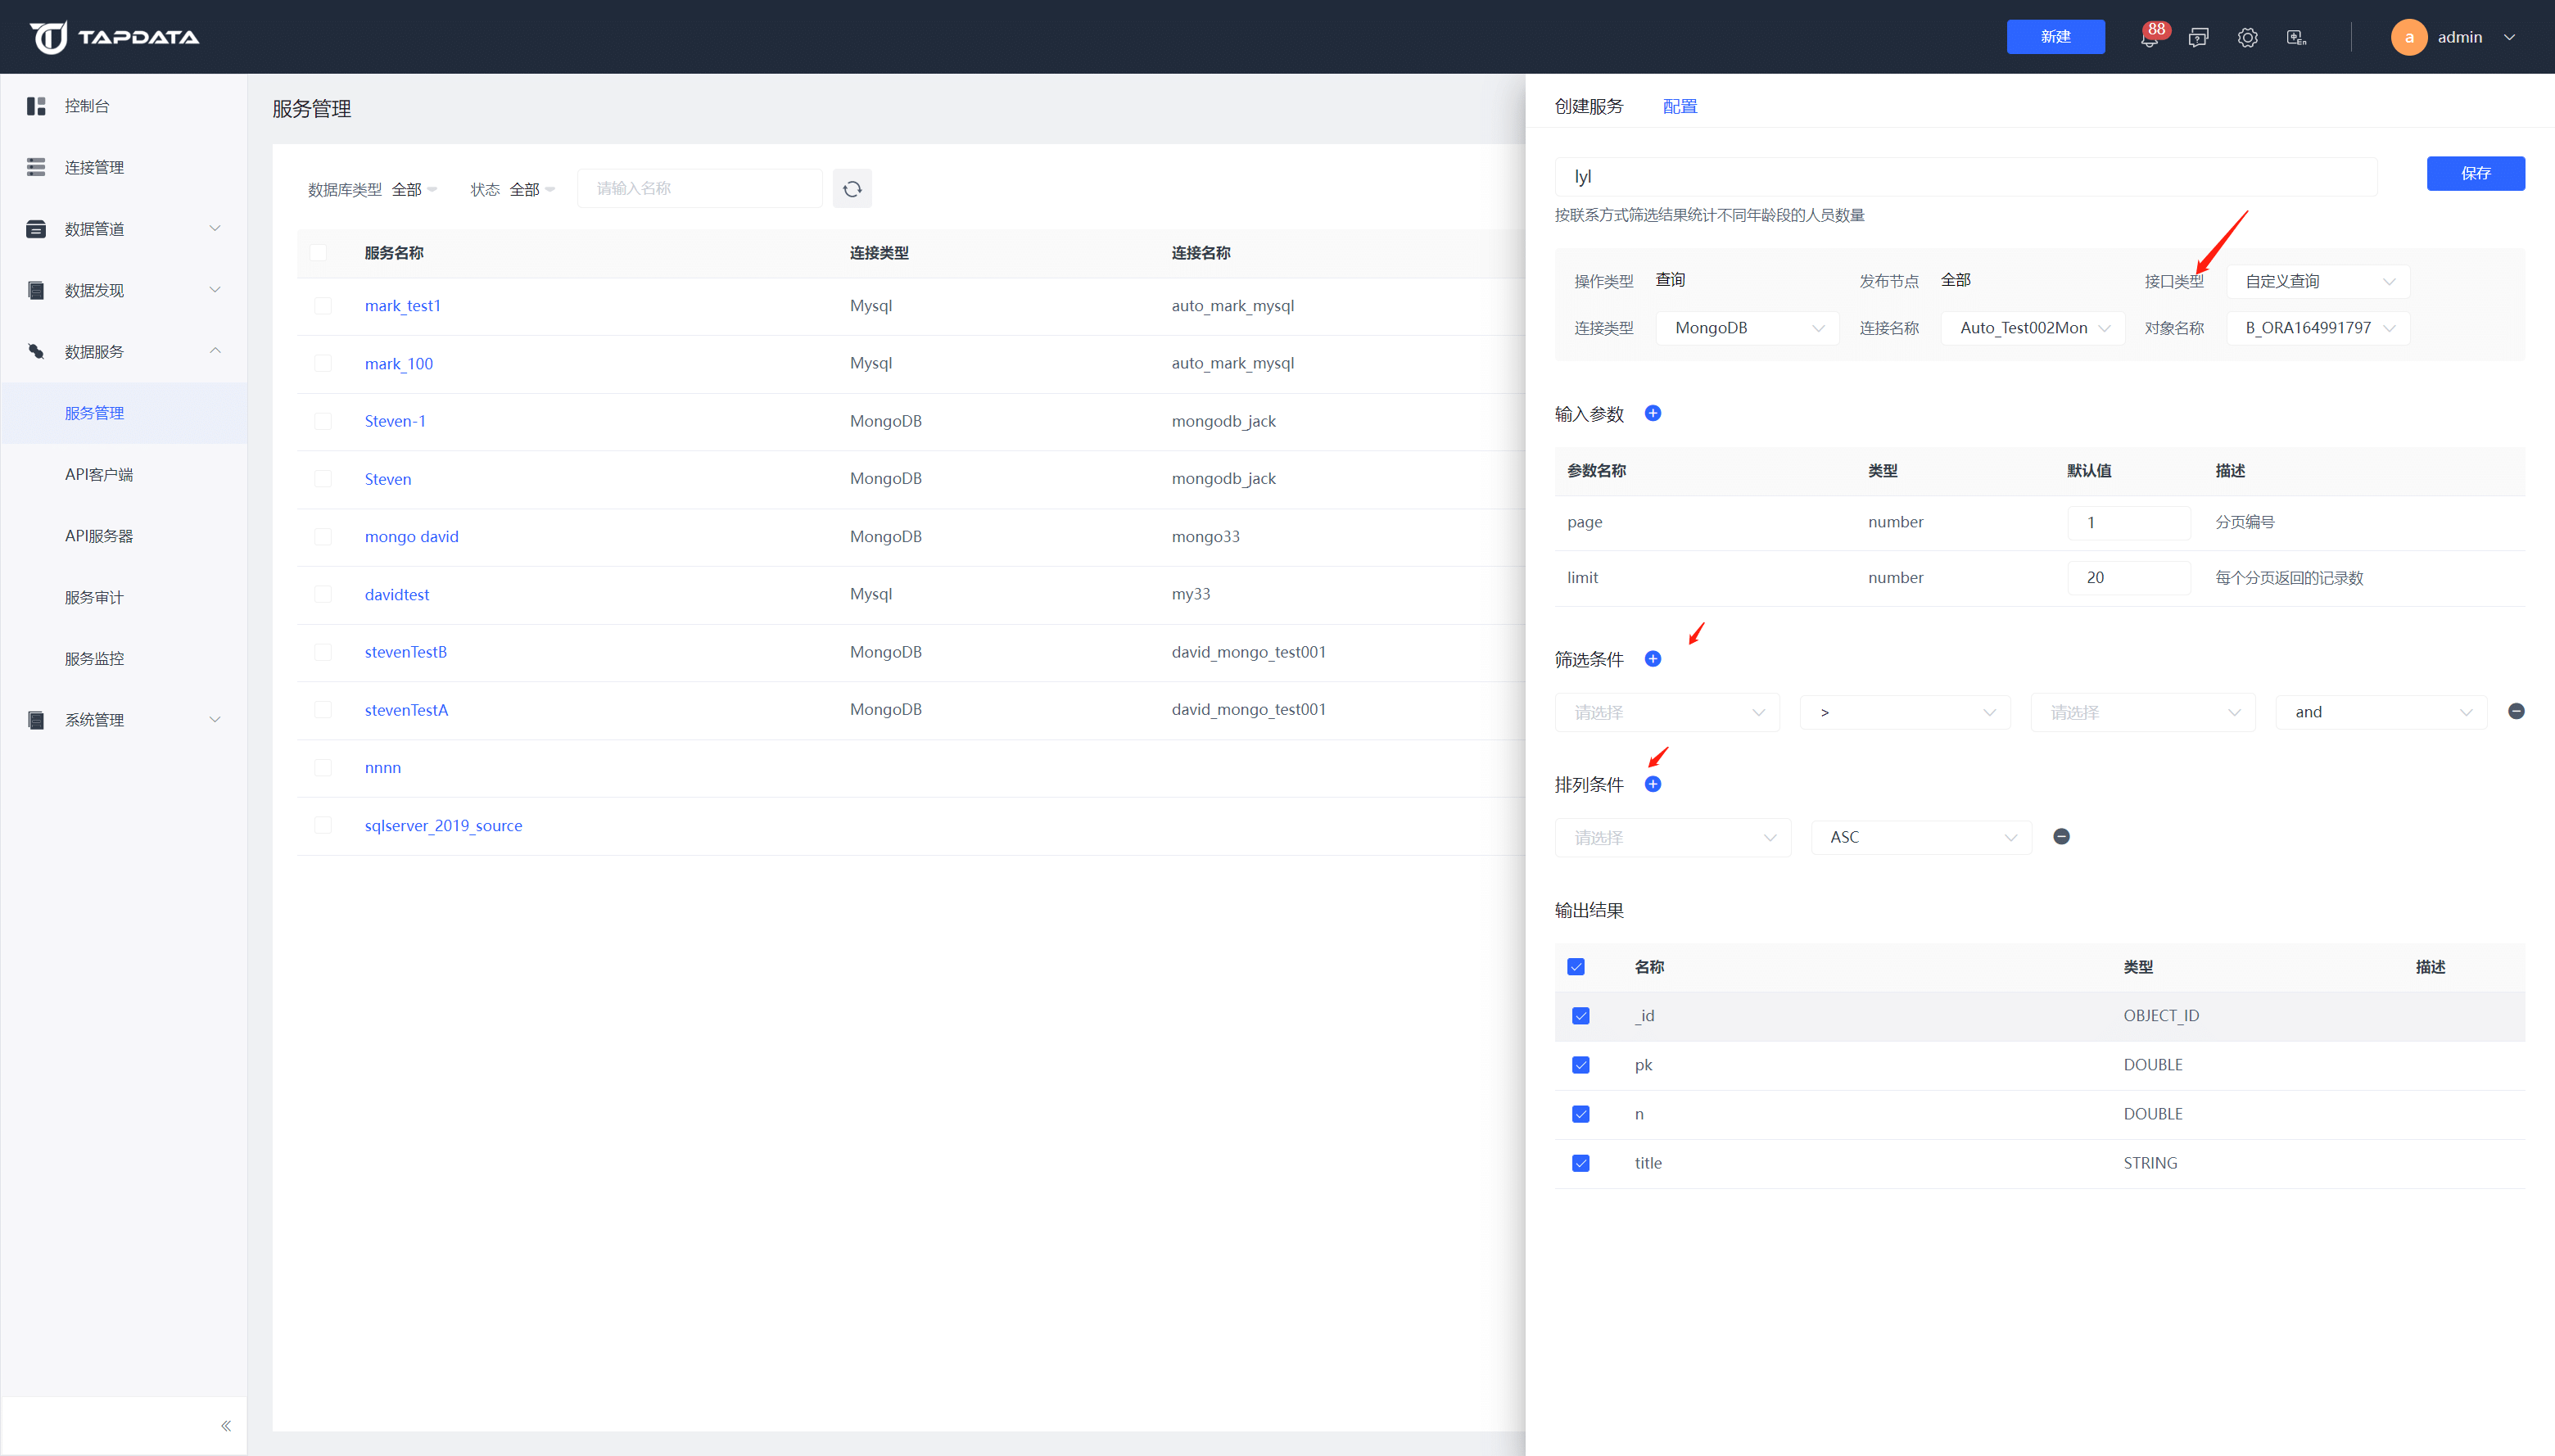 TAPDATA
新建
88
En
a
admin
控制台
连接管理
数据管道
数据发现
数据服务
服务管理
API客户端
API服务器
服务审计
服务监控
系统管理
服务管理
数据库类型 全部 状态 全部 请输入名称
服务名称 连接类型 连接名称
mark_test1 Mysql auto_mark_mysql
mark_100 Mysql auto_mark_mysql
Steven-1 MongoDB mongodb_jack
Steven MongoDB mongodb_jack
mongo david MongoDB mongo33
davidtest Mysql my33
stevenTestB MongoDB david_mongo_test001
stevenTestA MongoDB david_mongo_test001
nnnn
sqlserver_2019_source
创建服务 配置
lyl 保存
按联系方式筛选结果统计不同年龄段的人员数量
操作类型 查询 发布节点 全部 接口类型 自定义查询
连接类型 MongoDB 连接名称 Auto_Test002Mon 对象名称 B_ORA164991797
输入参数
参数名称 类型 默认值 描述
page number 1 分页编号
limit number 20 每个分页返回的记录数
筛选条件
请选择 > 请选择 and
排列条件
请选择 ASC
输出结果
名称 类型 描述
_id OBJECT_ID
pk DOUBLE
n DOUBLE
title STRING